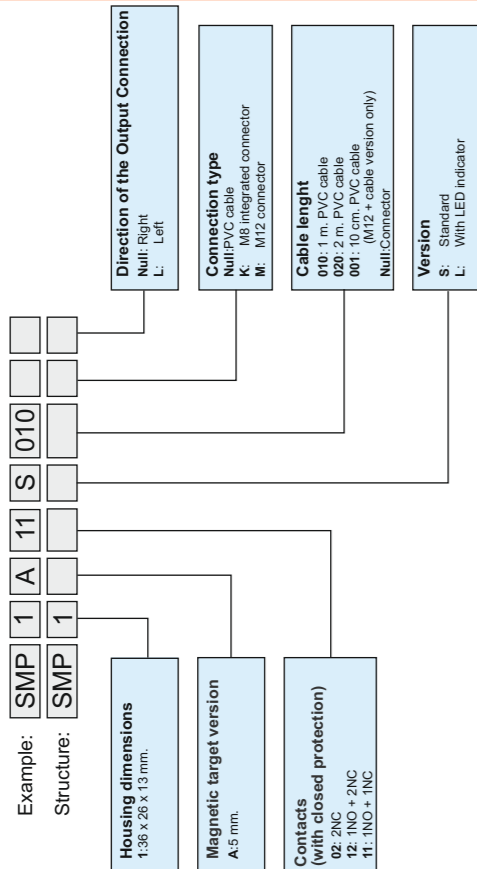 Example: SMP 1 A 11 S 010
Structure: SMP 1
Housing dimensions
1:36 x 26 x 13 mm.
Magnetic target version
A:5 mm.
Contacts
(with closed protection)
02: 2NC
12: 1NO + 2NC
11: 1NO + 1NC
Direction of the Output Connection
Null: Right
L: Left
Connection type
Null:PVC cable
K: M8 integrated connector
M: M12 connector
Cable lenght
010: 1 m. PVC cable
020: 2 m. PVC cable
001: 10 cm. PVC cable
(M12 + cable version only)
Null:Connector
Version
S: Standard
L: With LED indicator